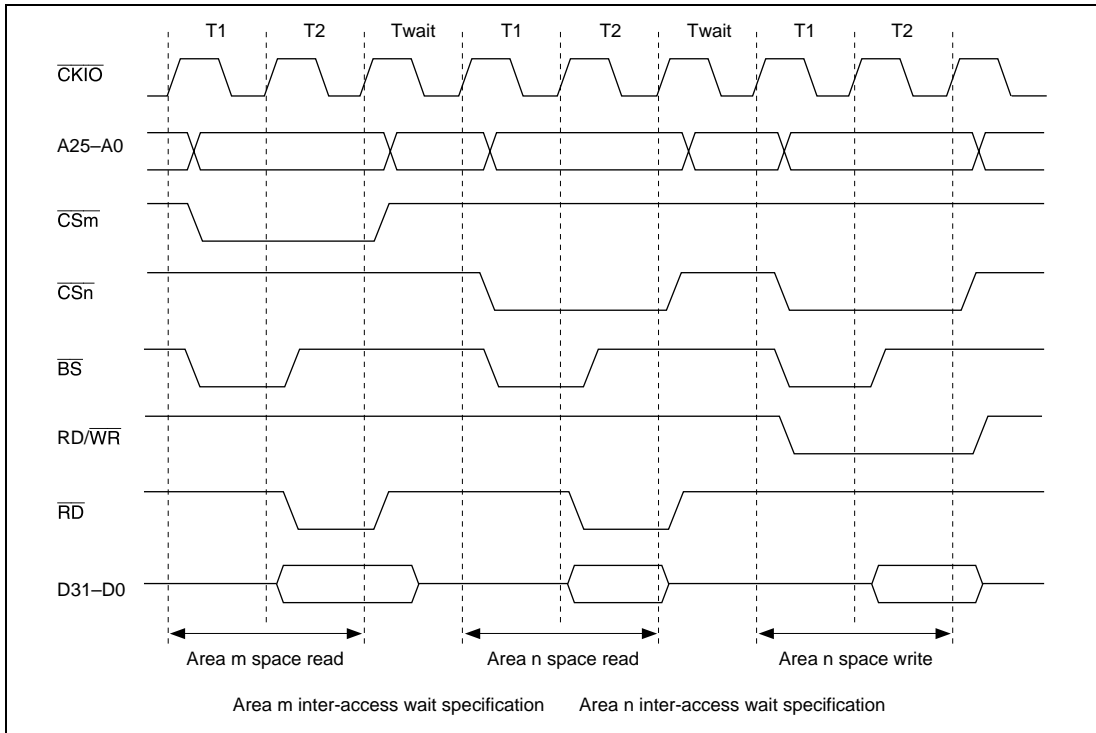 T1 T2 Twait T1 T2 Twait T1 T2
CKIO
A25–A0
CSm
CSn
BS
RD/WR
RD
D31–D0
Area m space read Area n space read Area n space write
Area m inter-access wait specification Area n inter-access wait specification